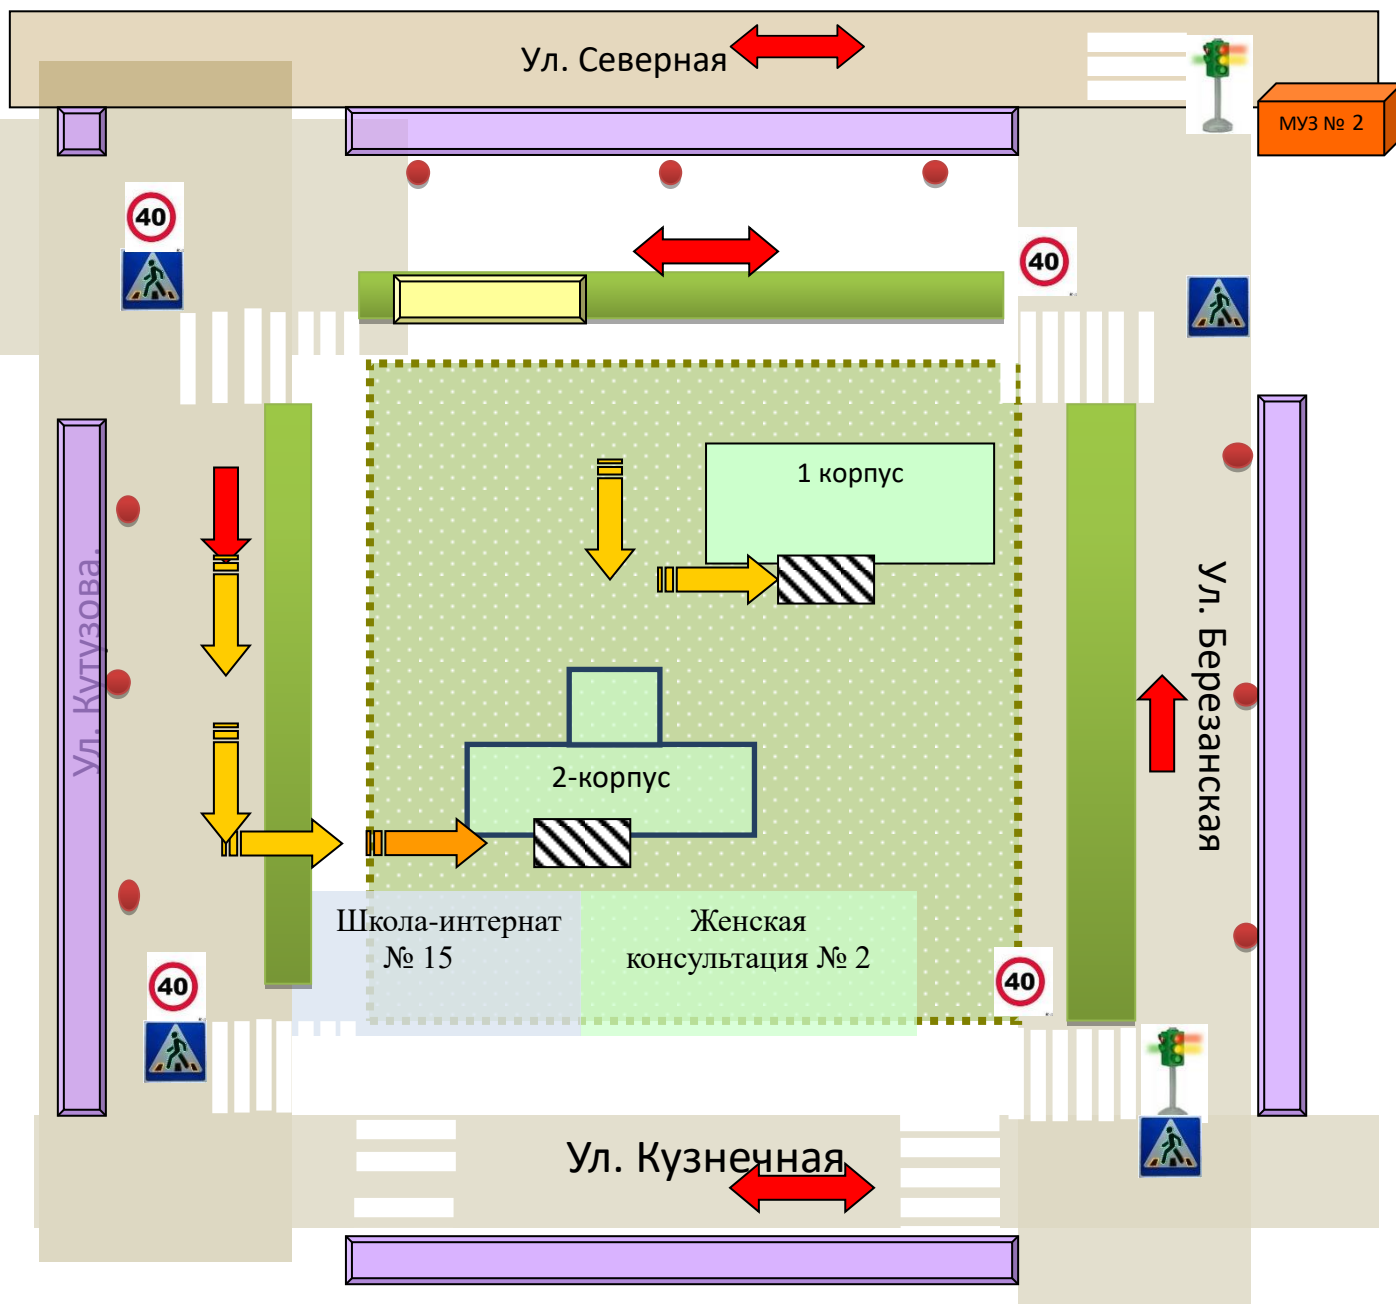 Ул. Северная
МУЗ № 2
40
40
1 корпус
Ул. Кутузова.
Ул. Березанская
2-корпус
Школа-интернат
№ 15
Женская
консультация № 2
40
40
Ул. Кузнечная